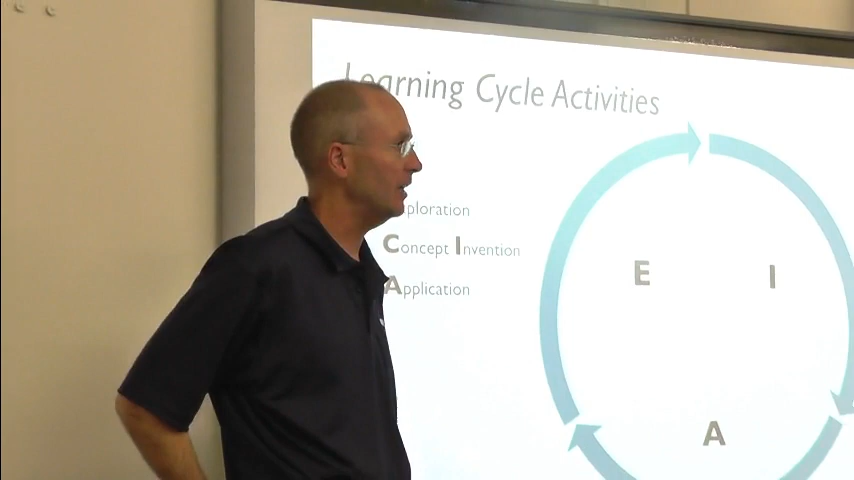 Learning Cycle Activities
ploration
Concept Invention
Application
E
I
A